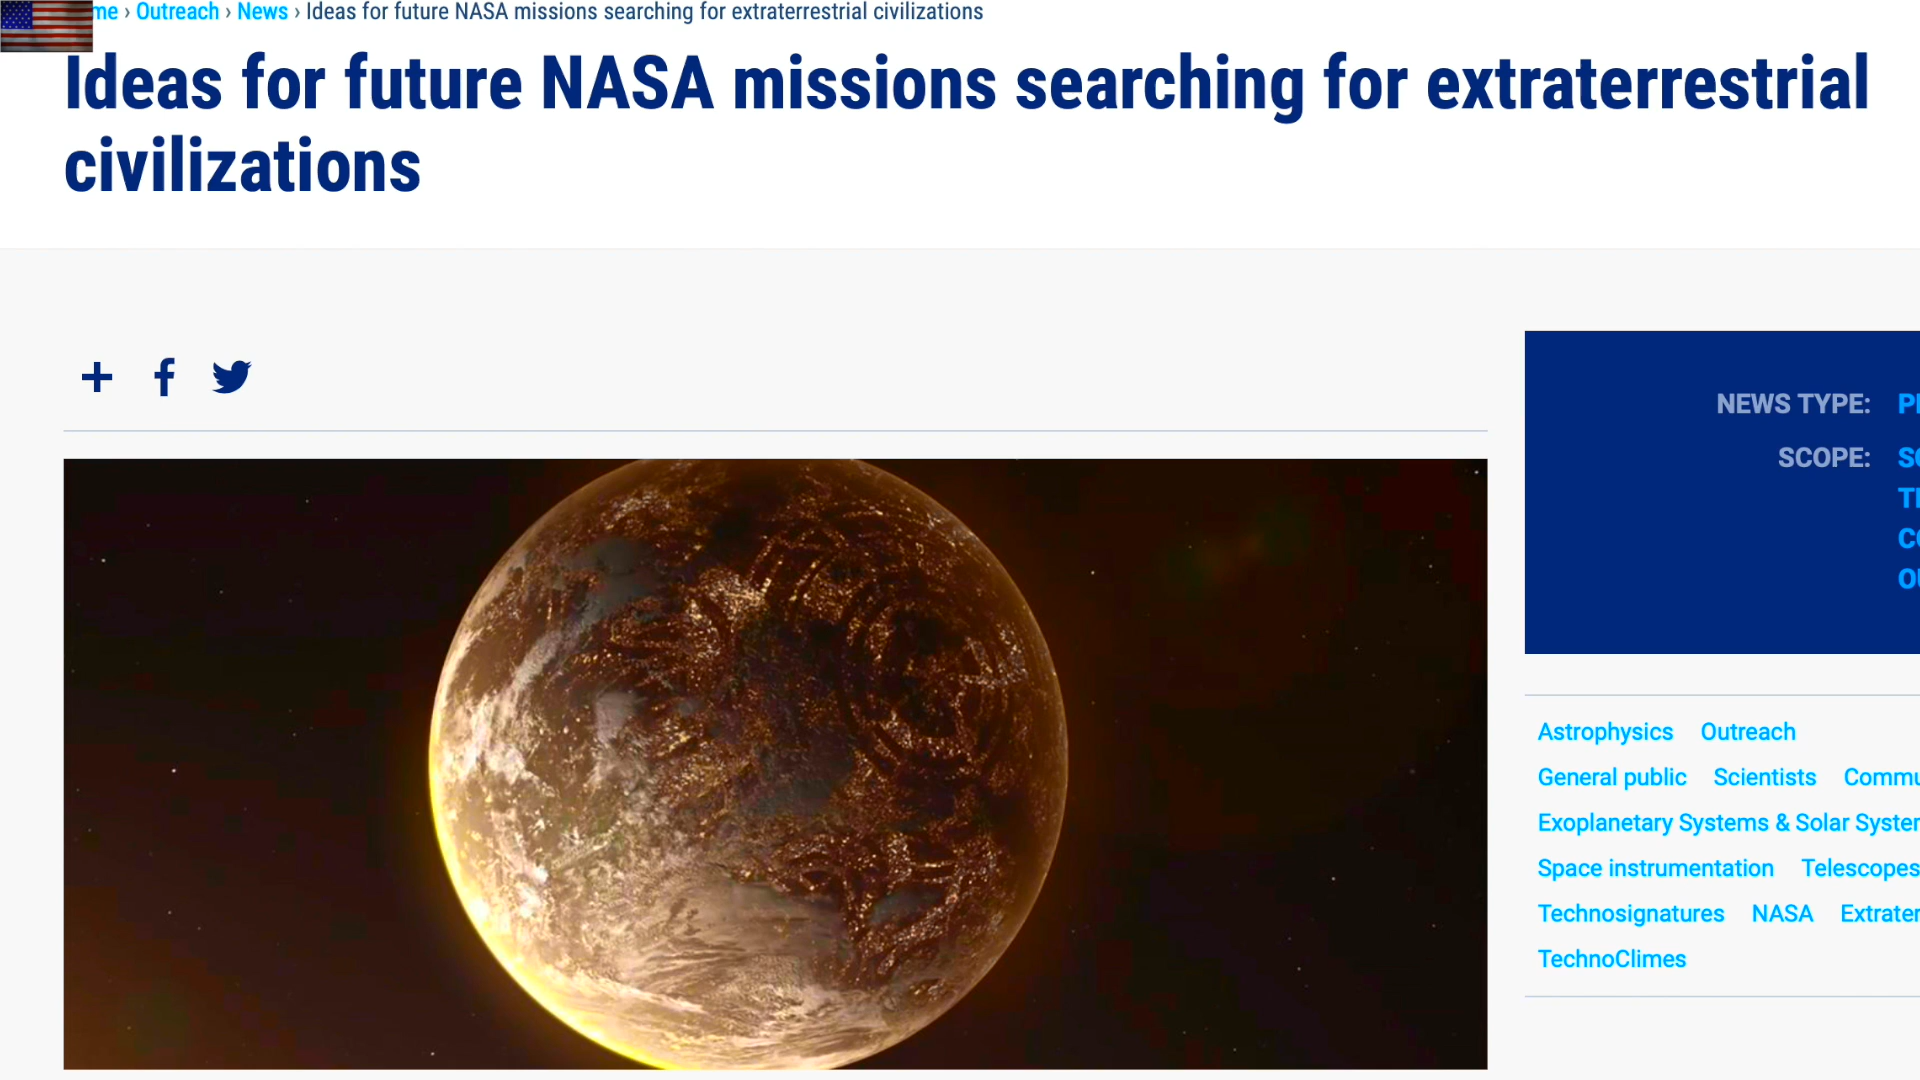 me › Outreach › News › Ideas for future NASA missions searching for extraterrestrial civilizations
Ideas for future NASA missions searching for extraterrestrial
civilizations
NEWS TYPE:
SCOPE:
Astrophysics Outreach
General public Scientists
Exoplanetary Systems & Solar
Space instrumentation Telescopes
Technosignatures NASA
TechnoClimes